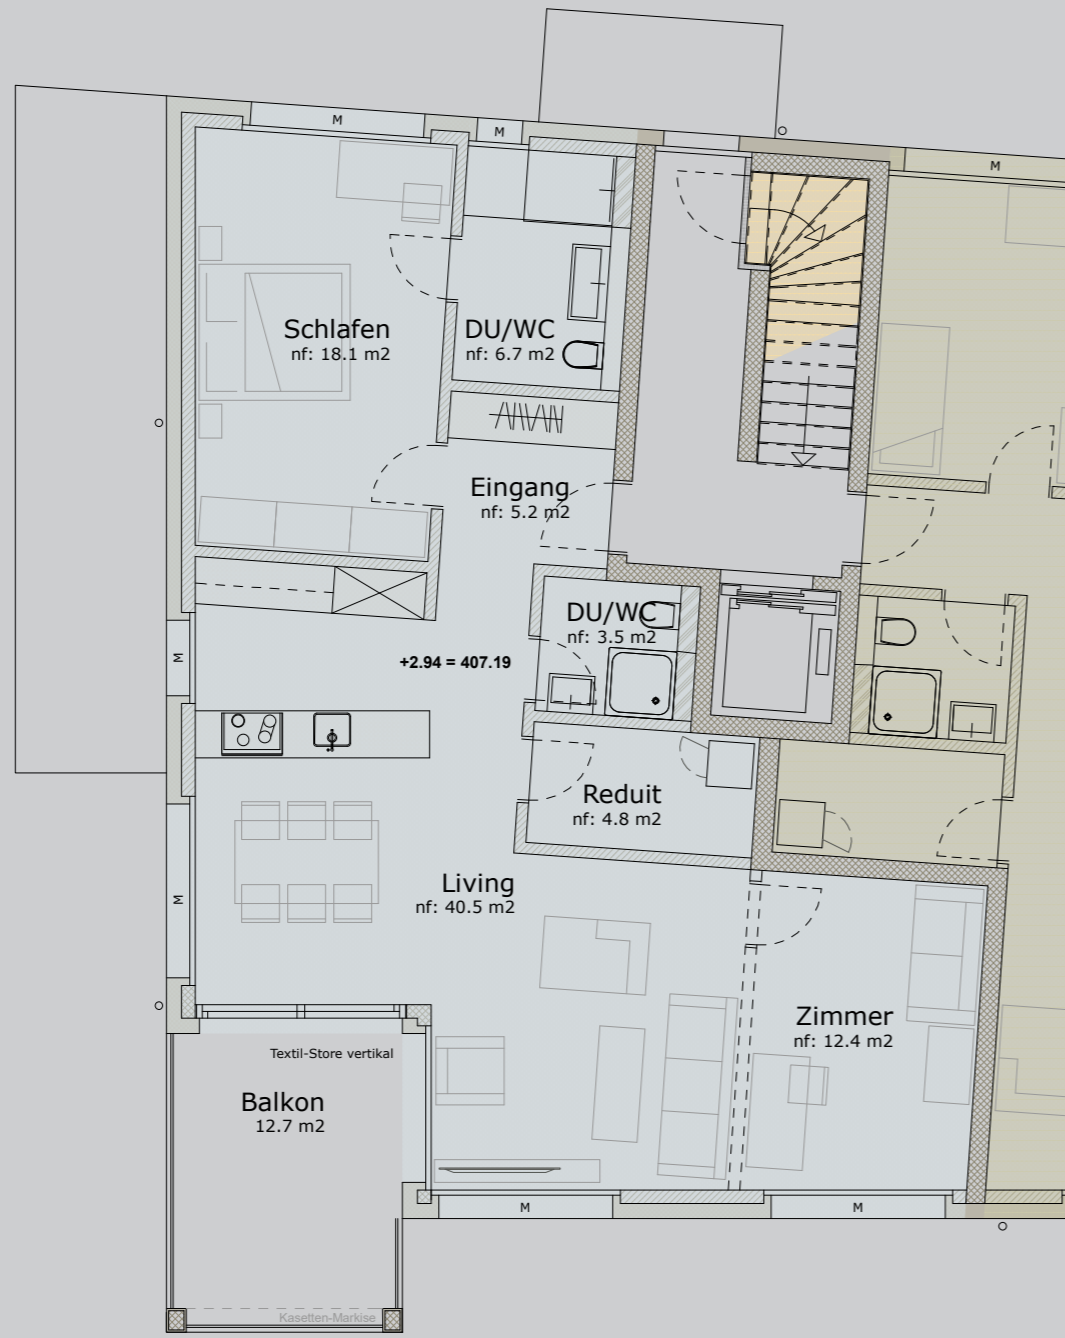 M
M
M
Schlafen
nf: 18.1 m2
DU/WC
nf: 6.7 m2
Eingang
nf: 5.2 m2
DU/WC
nf: 3.5 m2
+2.94 = 407.19
M
Reduit
nf: 4.8 m2
Living
nf: 40.5 m2
M
Zimmer
nf: 12.4 m2
Textil-Store vertikal
Balkon
12.7 m2
M
M
Kasetten-Markise